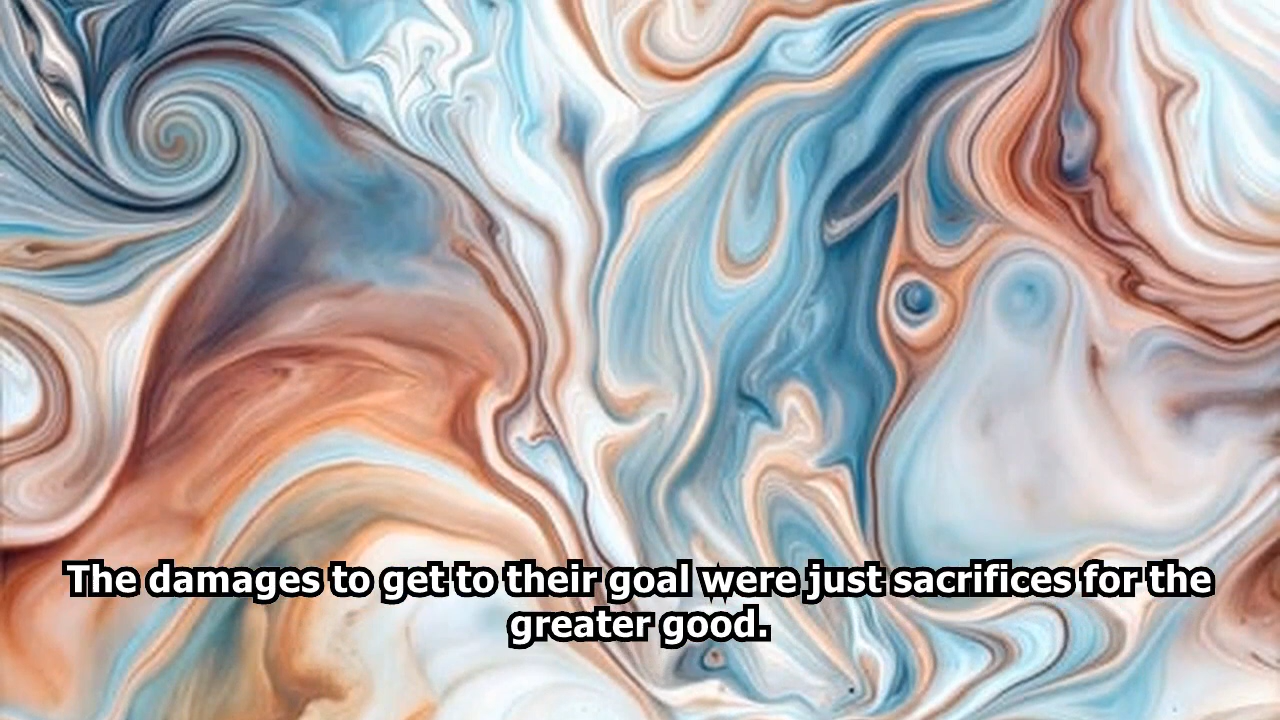 The damages to get to their goal were just sacrifices for the
greater good.